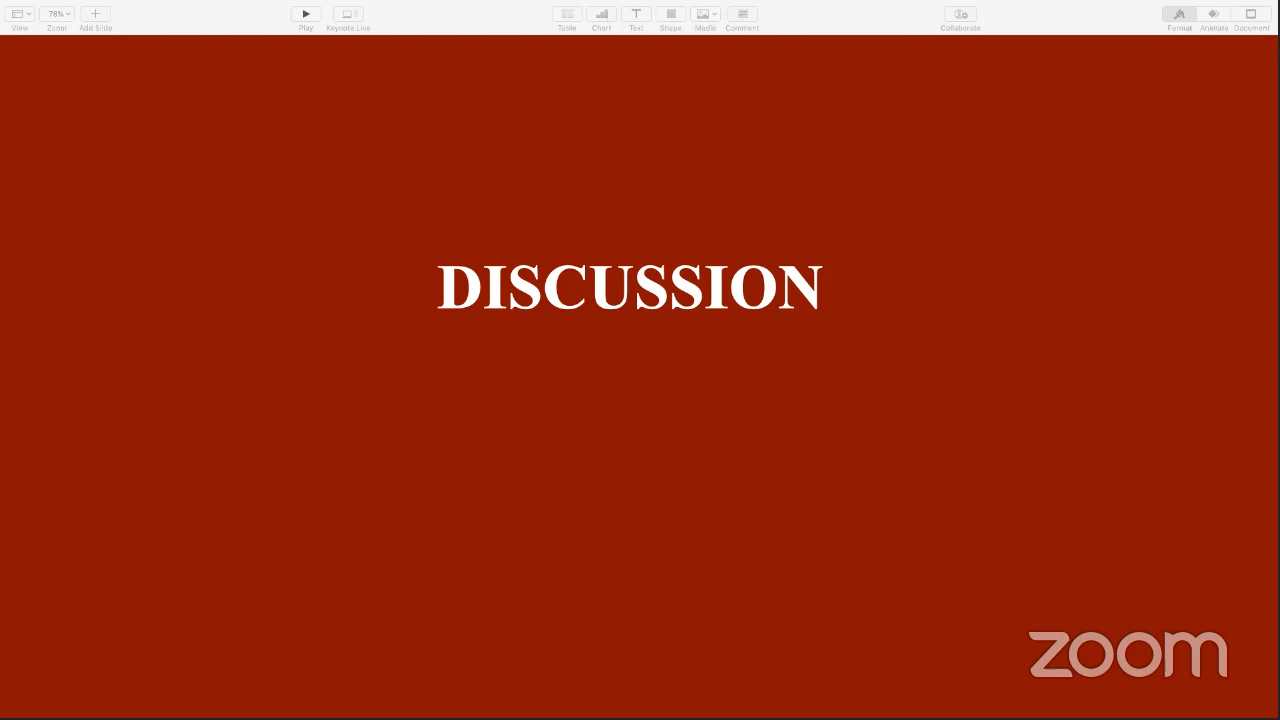 78%
View
Zoom
Add Slide
Play
Keynote Live
Table
Chart
Text
Shape
Media
Comment
Collaborate
Format
Animate
Document
DISCUSSION
zoom